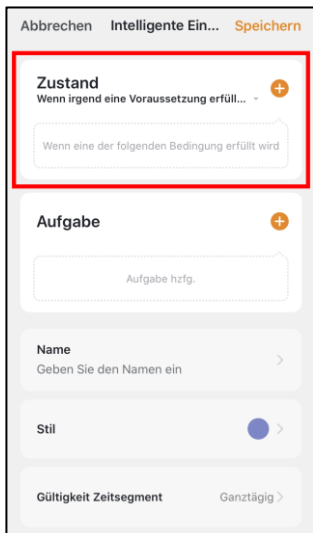 Abbrechen Intelligente Ein... Speichern
Zustand
Wenn irgend eine Voraussetzung erfüll...
Wenn eine der folgenden Bedingung erfüllt wird
Aufgabe
Aufgabe hzfg.
Name
Geben Sie den Namen ein
Stil
Gültigkeit Zeitsegment Ganztägig